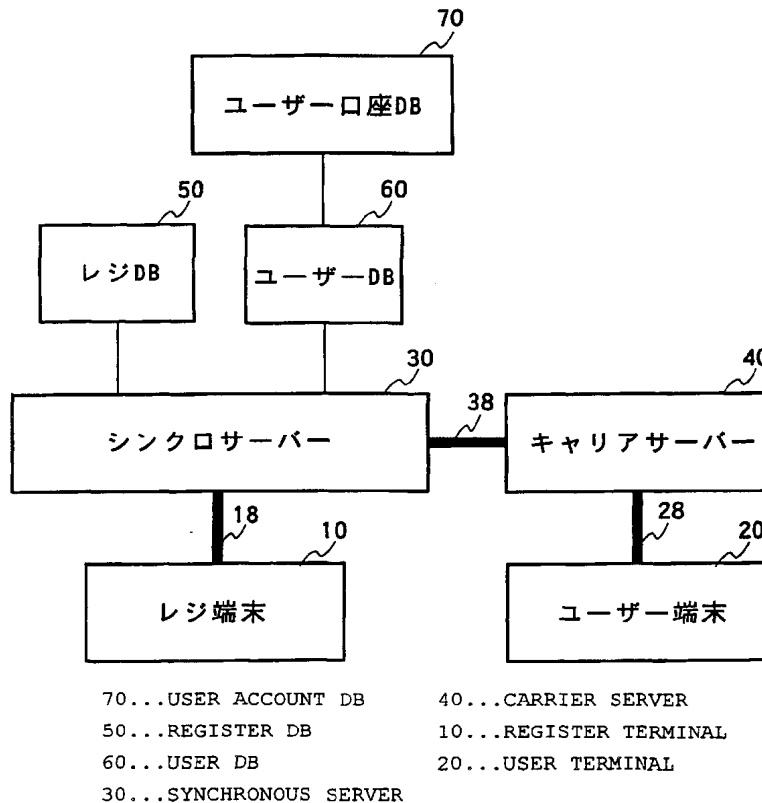 70
ユーザー口座DB
50
60
レジDB
ユーザーDB
30
40
シンクロサーバー
38
キャリアサーバー
18
28
10
20
レジ端末
ユーザー端末
70...USER ACCOUNT DB
40...CARRIER SERVER
50...REGISTER DB
10...REGISTER TERMINAL
60...USER DB
20...USER TERMINAL
30...SYNCHRONOUS SERVER